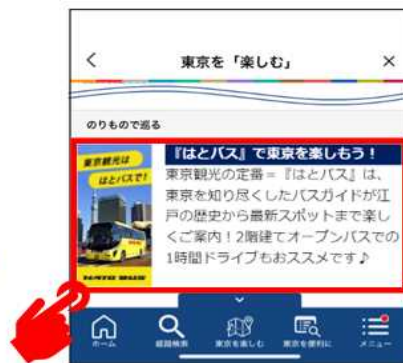 東京を「楽しむ」
のりもので巡る
東京観光は
はとバスで!
HATO BUS
『はとバス』で東京を楽しもう!
東京観光の定番=『はとバス』は、
東京を知り尽くしたバスガイドが江
戸の歴史から最新スポットまで楽し
くご案内!2階建てオープンバスでの
1時間ドライブもおススメです♪
ホーム
経路検索
東京を楽しむ
東京を便利に
メニュー